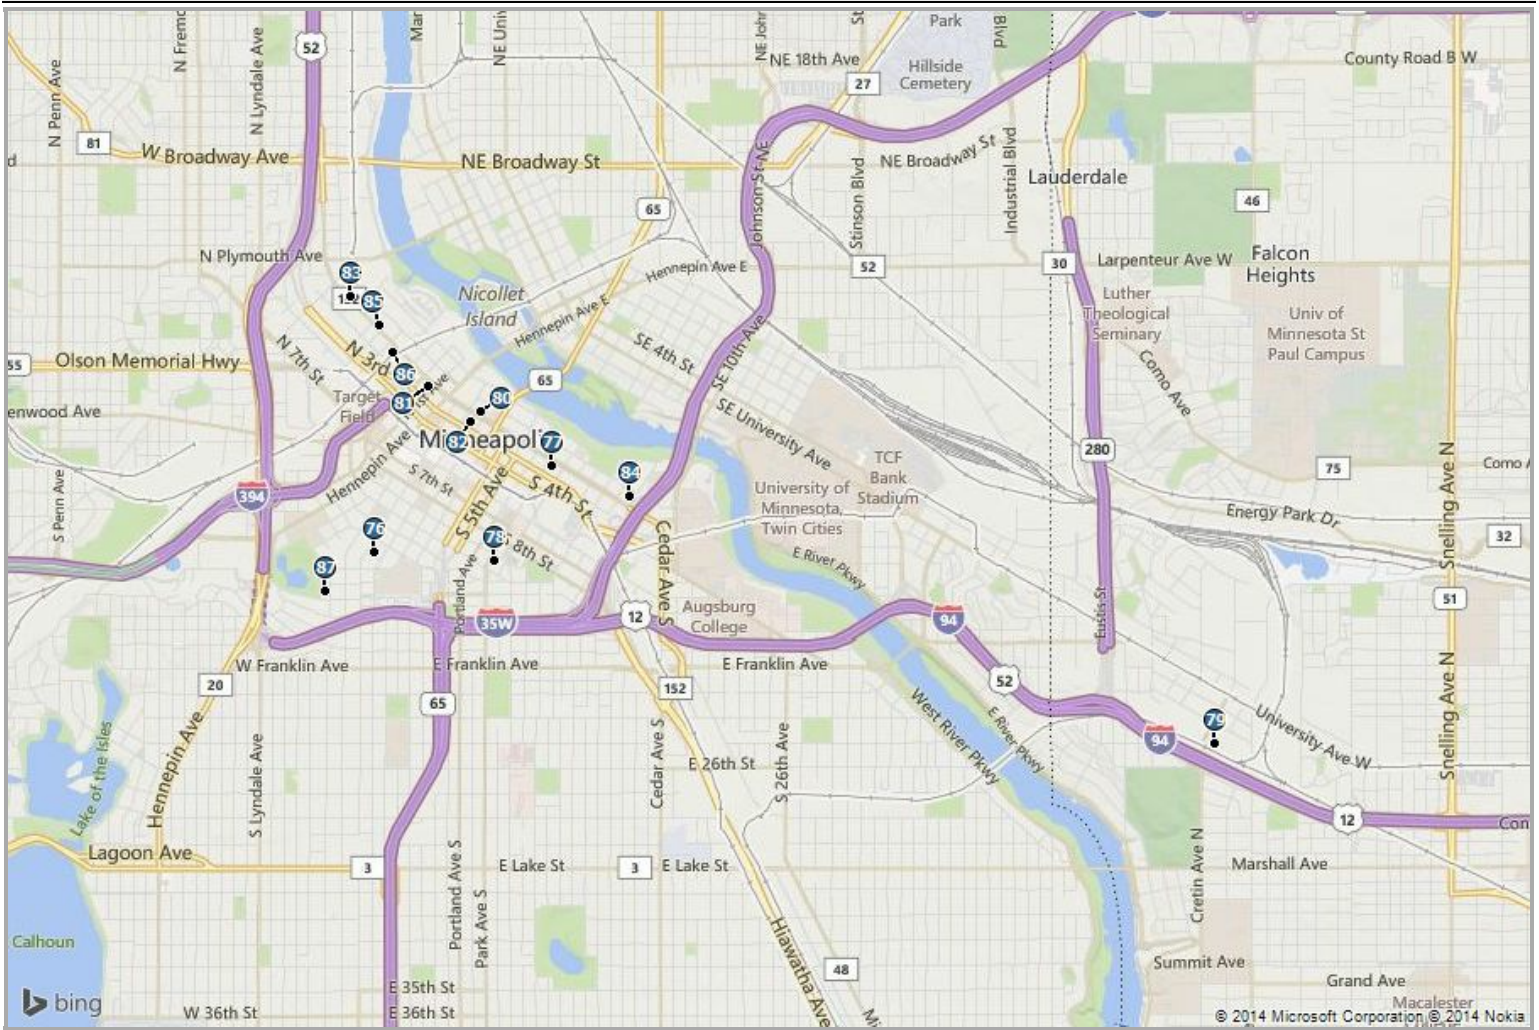 N Penn Ave
N Lyndale Ave
52
NE 18th Ave
Park
Hillside
Cemetery
27
County Road B W
81
W Broadway Ave
NE Broadway St
NE Broadway St
Industrial Blvd
Stinson Blvd
Johnson St NE
Lauderdale
65
46
N Plymouth Ave
Hennepin Ave E
52
30
Larpenteur Ave W
Falcon
Heights
83
85
Nicollet
Island
Hennepin Ave E
Luther
Theological
Seminary
Univ of
Minnesota St
Paul Campus
N 7th St
N 3rd
SE 4th St
SE 10th Ave
Como Ave
55
Olson Memorial Hwy
86
65
81
80
Target
Field
enwood Ave
SE University Ave
82
Minneapolis
77
Hennepin Ave
S 7th St
84
TCF
Bank
Stadium
280
75
Como A
S Penn Ave
394
S 5th Ave
S 4th St
University of
Minnesota,
Twin Cities
Energy Park Dr
Snelling Ave N
32
76
78
S 8th St
Cedar Ave S
E River Pkwy
87
Portland Ave
Eustis St
51
35W
12
Augsburg
College
94
W Franklin Ave
E Franklin Ave
E Franklin Ave
20
65
152
52
West River Pkwy
E River Pkwy
79
94
University Ave W
Snelling Ave N
Lake of the Isles
Hennepin Ave
S Lyndale Ave
Cedar Ave S
E 26th St
S 26th Ave
12
Con
Lagoon Ave
3
E Lake St
3
E Lake St
Cretin Ave N
Marshall Ave
Portland Ave S
Park Ave S
Calhoun
Hiawatha Ave
48
Summit Ave
Grand Ave
Macalester
bing
E 35th St
W 36th St
E 36th St
© 2014 Microsoft Corporation © 2014 Nokia